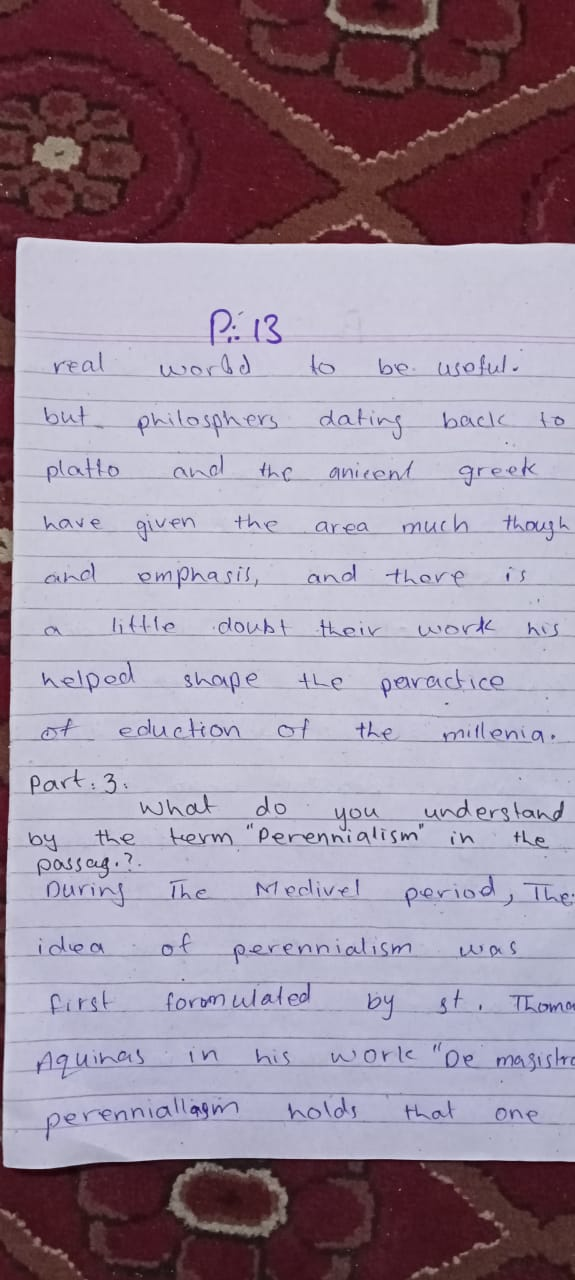 P: 13
real world to be useful.
but philosphers dating back to
platto and the anicent greek
have given the area much though
and emphasis, and there is
a little doubt their work his
helped shape the paractice
of eduction of the millenia.
Part: 3.
What do you understand
by the term "Perennialism" in the
passag.?.
During The Medivel period, The
idea of perennialism was
first foromulated by st. Thoma
Aquinas in his work "De magistro
perenniallasm holds that one